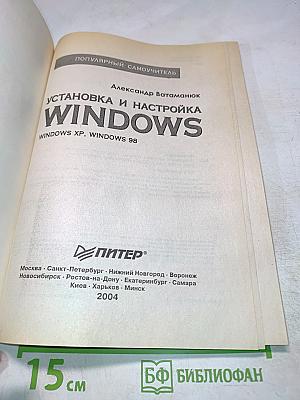 ПОПУЛЯРНЫЙ САМОУЧИТЕЛЬ
Александр Ватаманюк
УСТАНОВКА И НАСТРОЙКА
WINDOWS
WINDOWS XP, WINDOWS 98
ПИТЕР®
Москва · Санкт-Петербург · Нижний Новгород · Воронеж
Новосибирск · Ростов-на-Дону · Екатеринбург · Самара
Киев · Харьков · Минск
2004
15 см
БФ БИБЛИОФАН